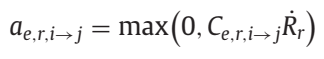 a_{e,r,i→j} = max(0, C_{e,r,i→j}Ṙ_r)